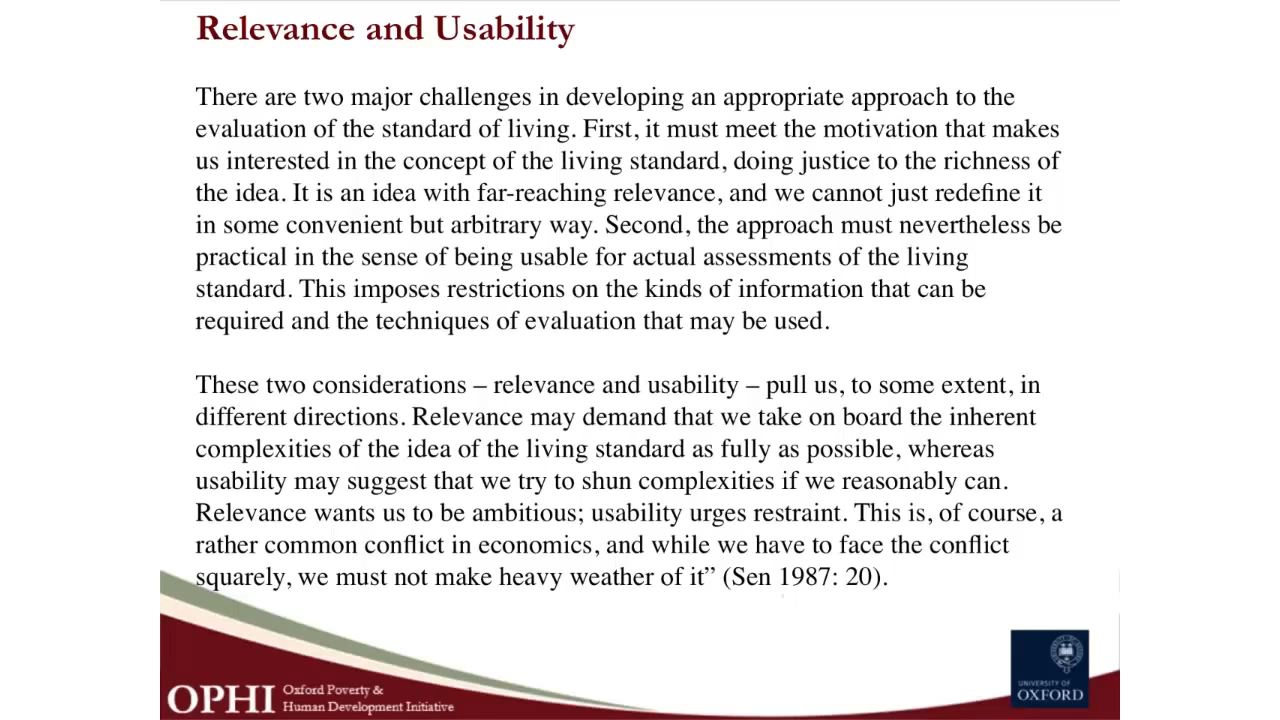 Relevance and Usability
There are two major challenges in developing an appropriate approach to the
evaluation of the standard of living. First, it must meet the motivation that makes
us interested in the concept of the living standard, doing justice to the richness of
the idea. It is an idea with far-reaching relevance, and we cannot just redefine it
in some convenient but arbitrary way. Second, the approach must nevertheless be
practical in the sense of being usable for actual assessments of the living
standard. This imposes restrictions on the kinds of information that can be
required and the techniques of evaluation that may be used.
These two considerations – relevance and usability – pull us, to some extent, in
different directions. Relevance may demand that we take on board the inherent
complexities of the idea of the living standard as fully as possible, whereas
usability may suggest that we try to shun complexities if we reasonably can.
Relevance wants us to be ambitious; usability urges restraint. This is, of course, a
rather common conflict in economics, and while we have to face the conflict
squarely, we must not make heavy weather of it” (Sen 1987: 20).
OPHI
Oxford Poverty &
Human Development Initiative
UNIVERSITY OF
OXFORD